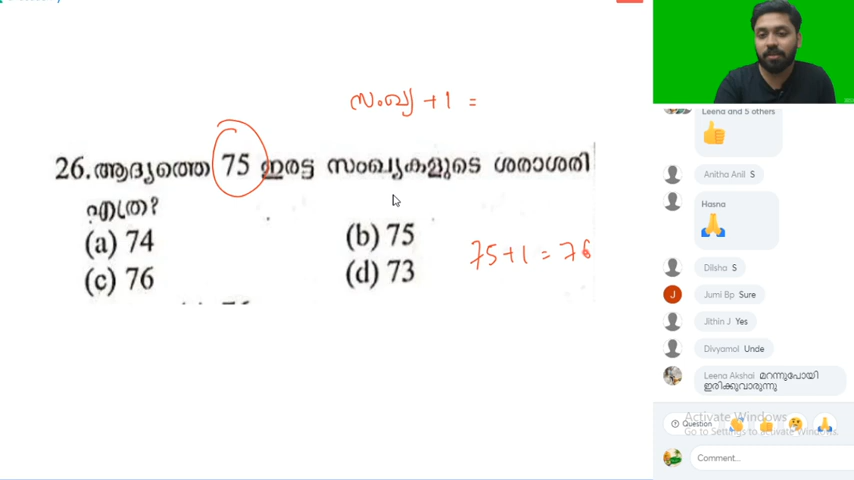 സംഖ്യ + 1 =
26. ആദ്യത്തെ 75 ഇരട്ട സംഖ്യകളുടെ ശരാശരി
എത്ര?
(a) 74 (b) 75
(c) 76 (d) 73
75+1 = 76
Leena and 5 others
Anitha Anil S
Hasna
Dilsha S
J Jumi Bp Sure
Jithin J Yes
Divyamol Unde
Leena Akshai മറന്നുപോയി
ഇരിക്കുവാരുന്നു
Activate Windows
Question
Go to Settings to activate Windows.
Comment...